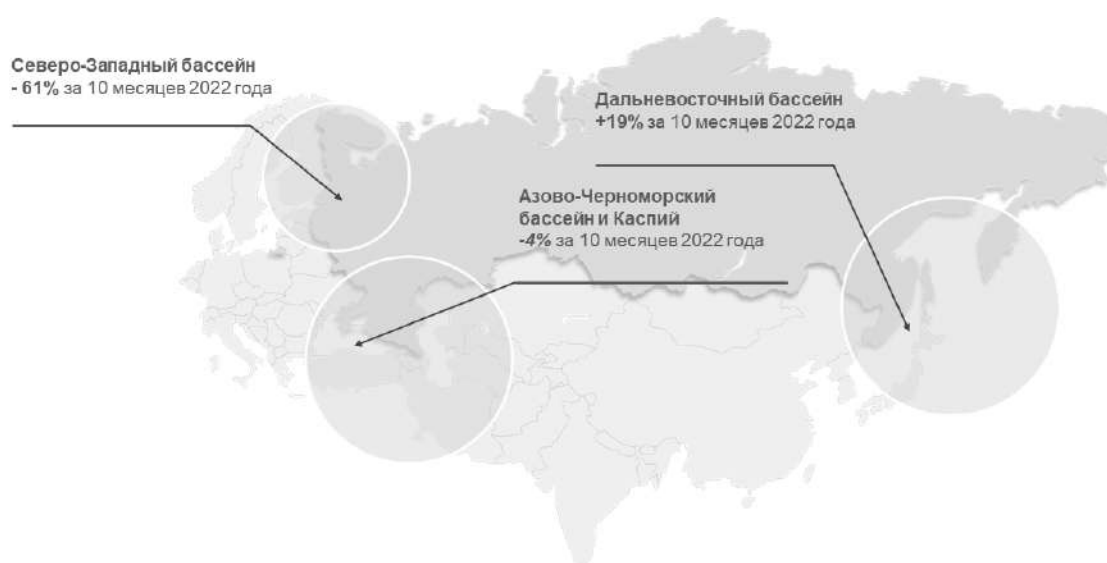 Северо-Западный бассейн
- 61% за 10 месяцев 2022 года
Дальневосточный бассейн
+19% за 10 месяцев 2022 года
Азово-Черноморский
бассейн и Каспий
-4% за 10 месяцев 2022 года